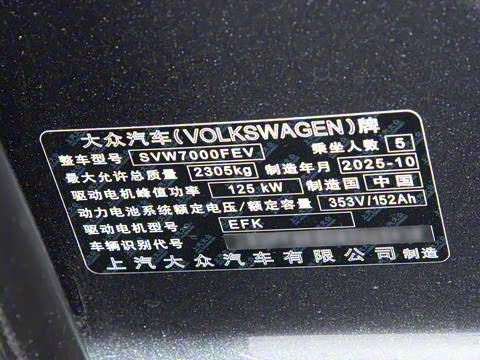 大众汽车(VOLKSWAGEN)牌
整车型号 SVW7000FEV 乘坐人数 5
最大允许总质量 2305kg 制造年月 2025-10
驱动电机峰值功率 125 kW 制造国 中国
动力电池系统额定电压/额定容量 353V/152Ah
驱动电机型号 EFK
车辆识别代号
上汽大众汽车有限公司 制造